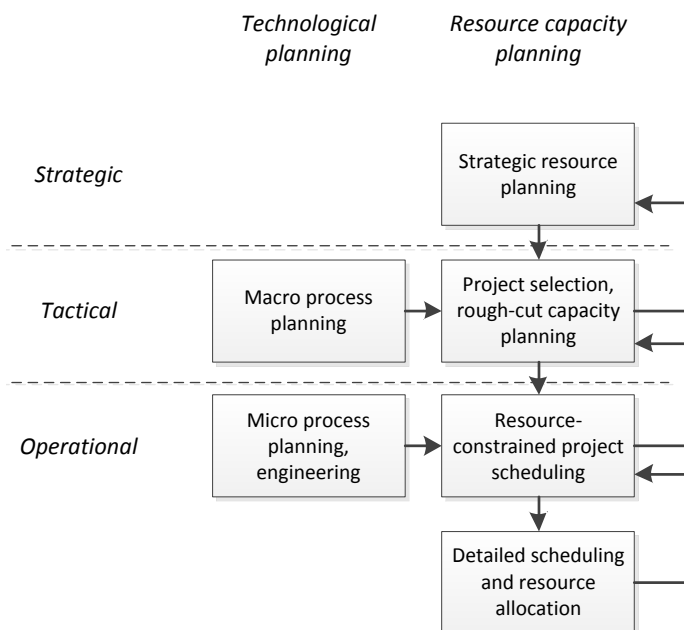 Technological
planning
Resource capacity
planning
Strategic
Strategic resource
planning
Tactical
Macro process
planning
Project selection,
rough-cut capacity
planning
Operational
Micro process
planning,
engineering
Resource-
constrained project
scheduling
Detailed scheduling
and resource
allocation